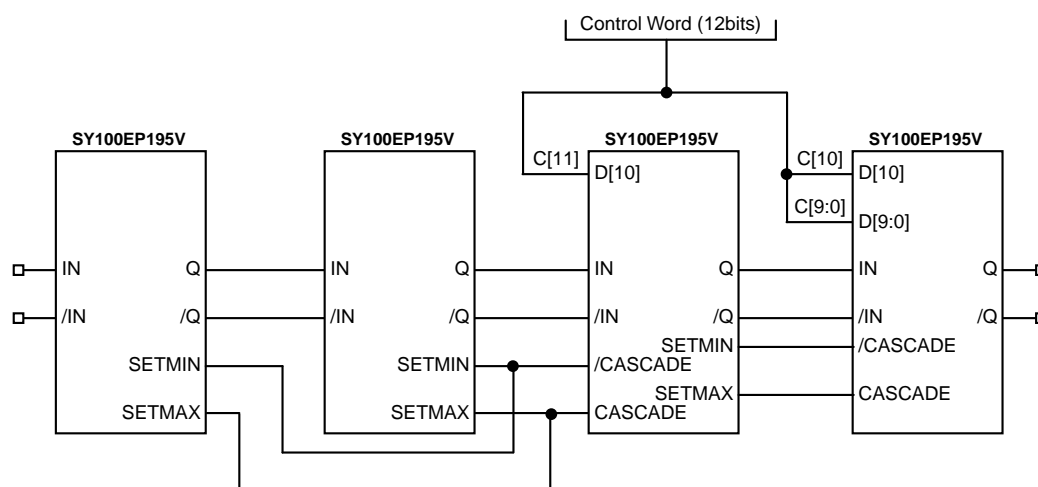 Control Word (12bits)
SY100EP195V
SY100EP195V
SY100EP195V
SY100EP195V
C[11]
D[10]
C[10]
D[10]
C[9:0]
D[9:0]
IN
Q
IN
Q
IN
Q
IN
Q
/IN
/Q
/IN
/Q
/IN
/Q
/IN
/Q
SETMIN
/CASCADE
SETMIN
SETMIN
/CASCADE
SETMAX
CASCADE
SETMAX
SETMAX
CASCADE